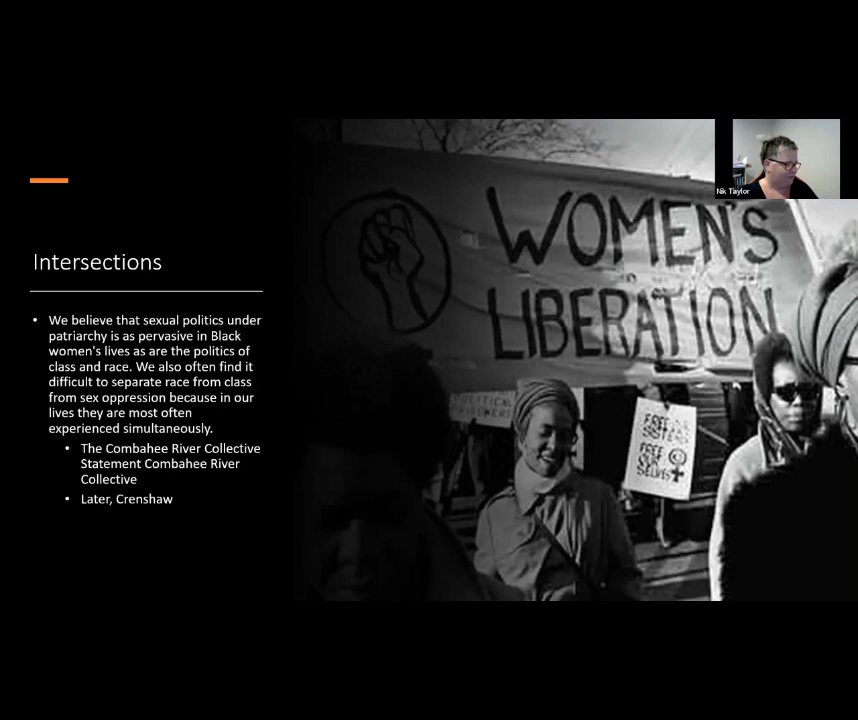 Nik Taylor
WOMEN'S
LIBERATION
Intersections
• We believe that sexual politics under
patriarchy is as pervasive in Black
women's lives as are the politics of
class and race. We also often find it
difficult to separate race from class
from sex oppression because in our
lives they are most often
experienced simultaneously.
• The Combahee River Collective
Statement Combahee River
Collective
• Later, Crenshaw
POLITICAL
PRISONERS
FREE
SISTERS
FREE
OUR
SELVES